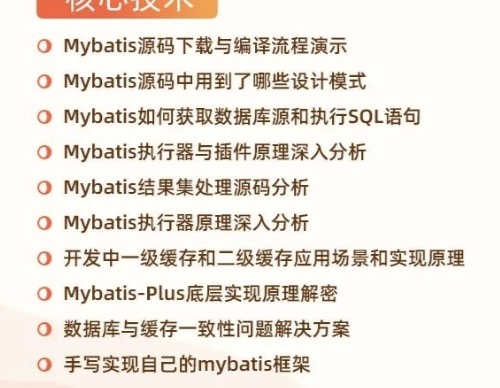 核心技术
Mybatis源码下载与编译流程演示
Mybatis源码中用到了哪些设计模式
Mybatis如何获取数据库源和执行SQL语句
Mybatis执行器与插件原理深入分析
Mybatis结果集处理源码分析
Mybatis执行器原理深入分析
开发中一级缓存和二级缓存应用场景和实现原理
Mybatis-Plus底层实现原理解密
数据库与缓存一致性问题解决方案
手写实现自己的mybatis框架